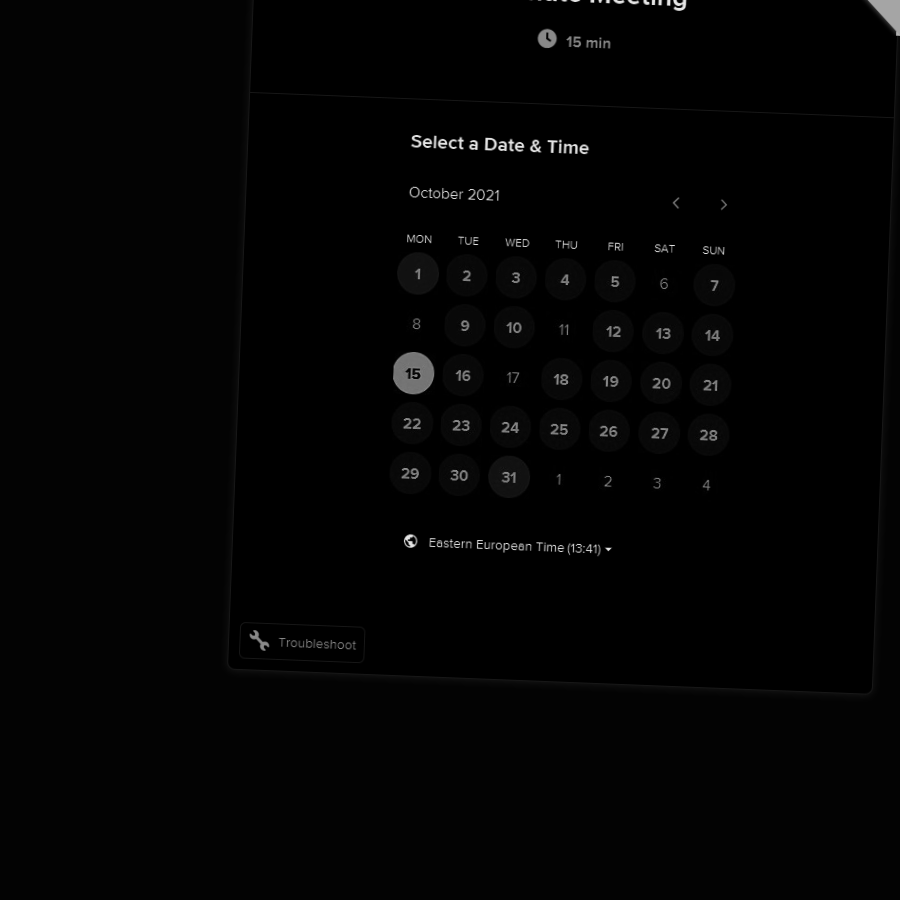 Meeting
15 min
Select a Date & Time
October 2021
MON TUE WED THU FRI SAT SUN
1 2 3 4 5 6 7
8 9 10 11 12 13 14
15 16 17 18 19 20 21
22 23 24 25 26 27 28
29 30 31 1 2 3 4
Eastern European Time (13:41)
Troubleshoot